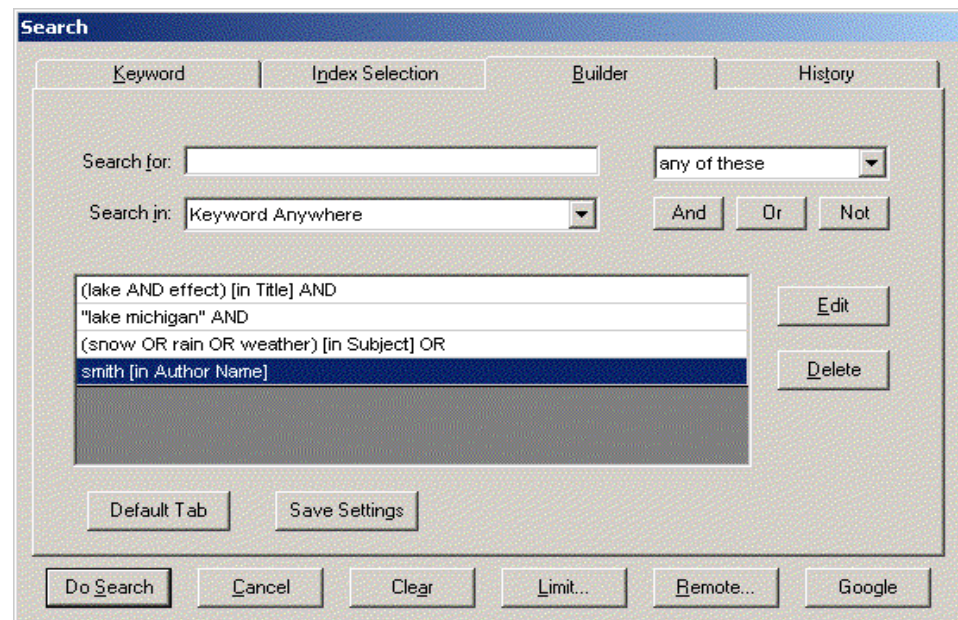 Search
Keyword Index Selection Builder History
Search for: any of these
Search in: Keyword Anywhere And Or Not
(lake AND effect) [in Title] AND
"lake michigan" AND
(snow OR rain OR weather) [in Subject] OR
smith [in Author Name]
Edit
Delete
Default Tab Save Settings
Do Search Cancel Clear Limit... Remote... Google